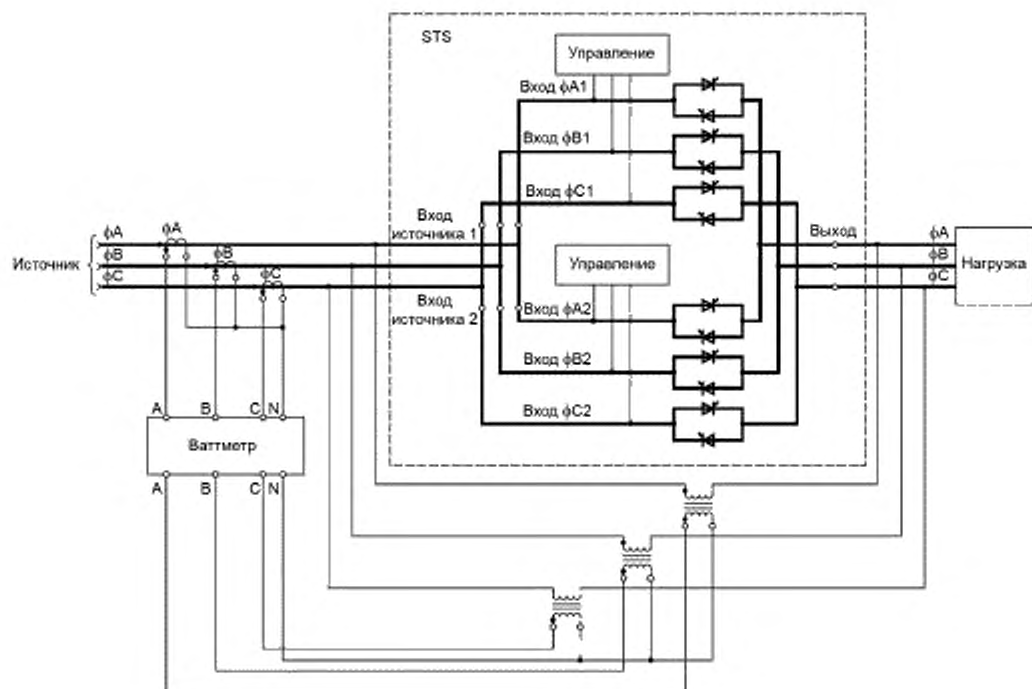 STS
Управление
Вход ϕA1
Вход ϕB1
Вход ϕC1
Вход
источника 1
ϕA
ϕB
ϕC
Источник
ϕA
ϕB
ϕC
Управление
Выход
ϕA
ϕB
ϕC
Нагрузка
Вход
источника 2
Вход ϕA2
Вход ϕB2
Вход ϕC2
A B C N
Ваттметр
A B C N